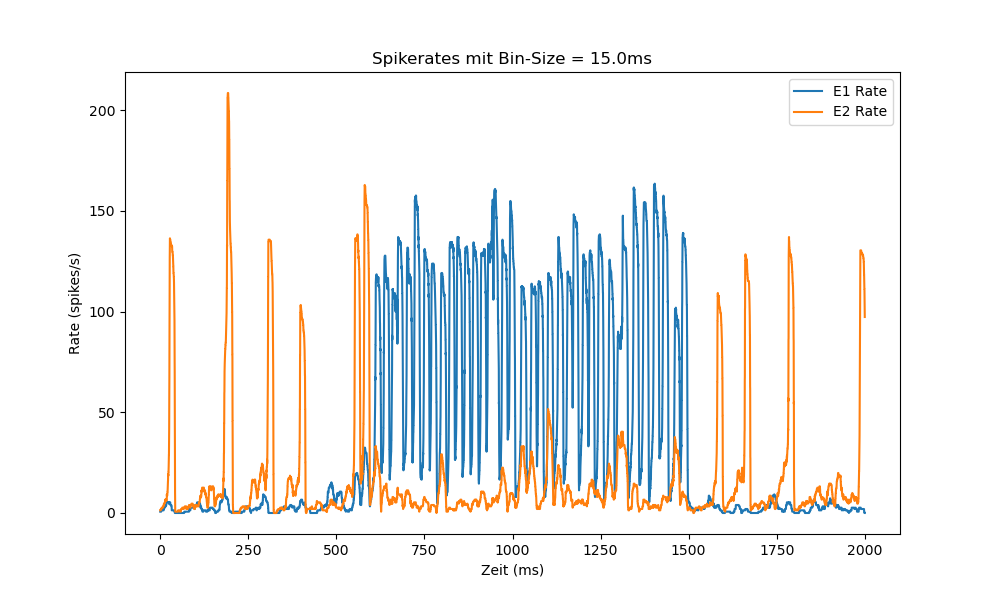 Spikerates mit Bin-Size = 15.0ms
E1 Rate
E2 Rate
200
150
100
50
0
Rate (spikes/s)
0 250 500 750 1000 1250 1500 1750 2000
Zeit (ms)